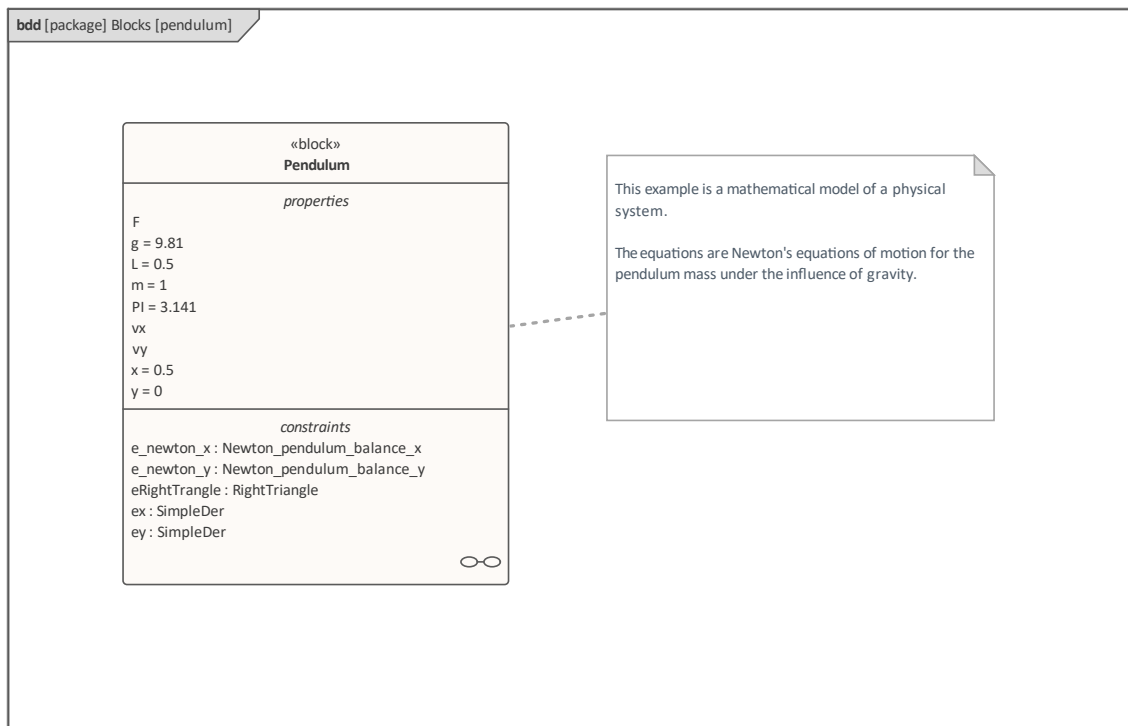 bdd [package] Blocks [pendulum]
«block»
Pendulum
properties
F
g = 9.81
L = 0.5
m = 1
PI = 3.141
vx
vy
x = 0.5
y = 0
constraints
e_newton_x : Newton_pendulum_balance_x
e_newton_y : Newton_pendulum_balance_y
eRightTrangle : RightTriangle
ex : SimpleDer
ey : SimpleDer
This example is a mathematical model of a physical
system.
The equations are Newton's equations of motion for the
pendulum mass under the influence of gravity.